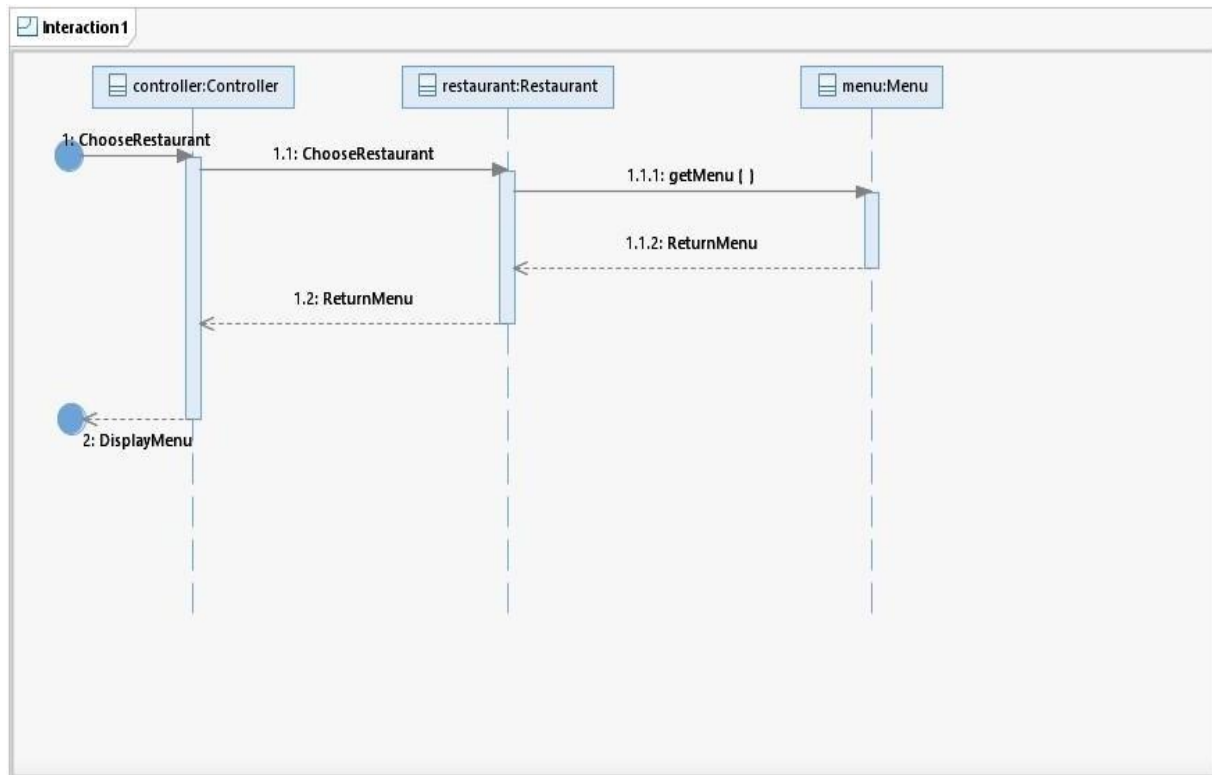 Interaction1
controller:Controller
restaurant:Restaurant
menu:Menu
1: ChooseRestaurant
1.1: ChooseRestaurant
1.1.1: getMenu ( )
1.1.2: ReturnMenu
1.2: ReturnMenu
2: DisplayMenu